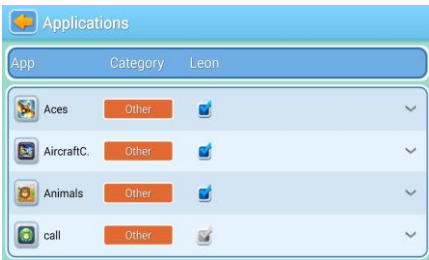 Applications
App Category Leon
Aces Other
AircraftC. Other
Animals Other
call Other